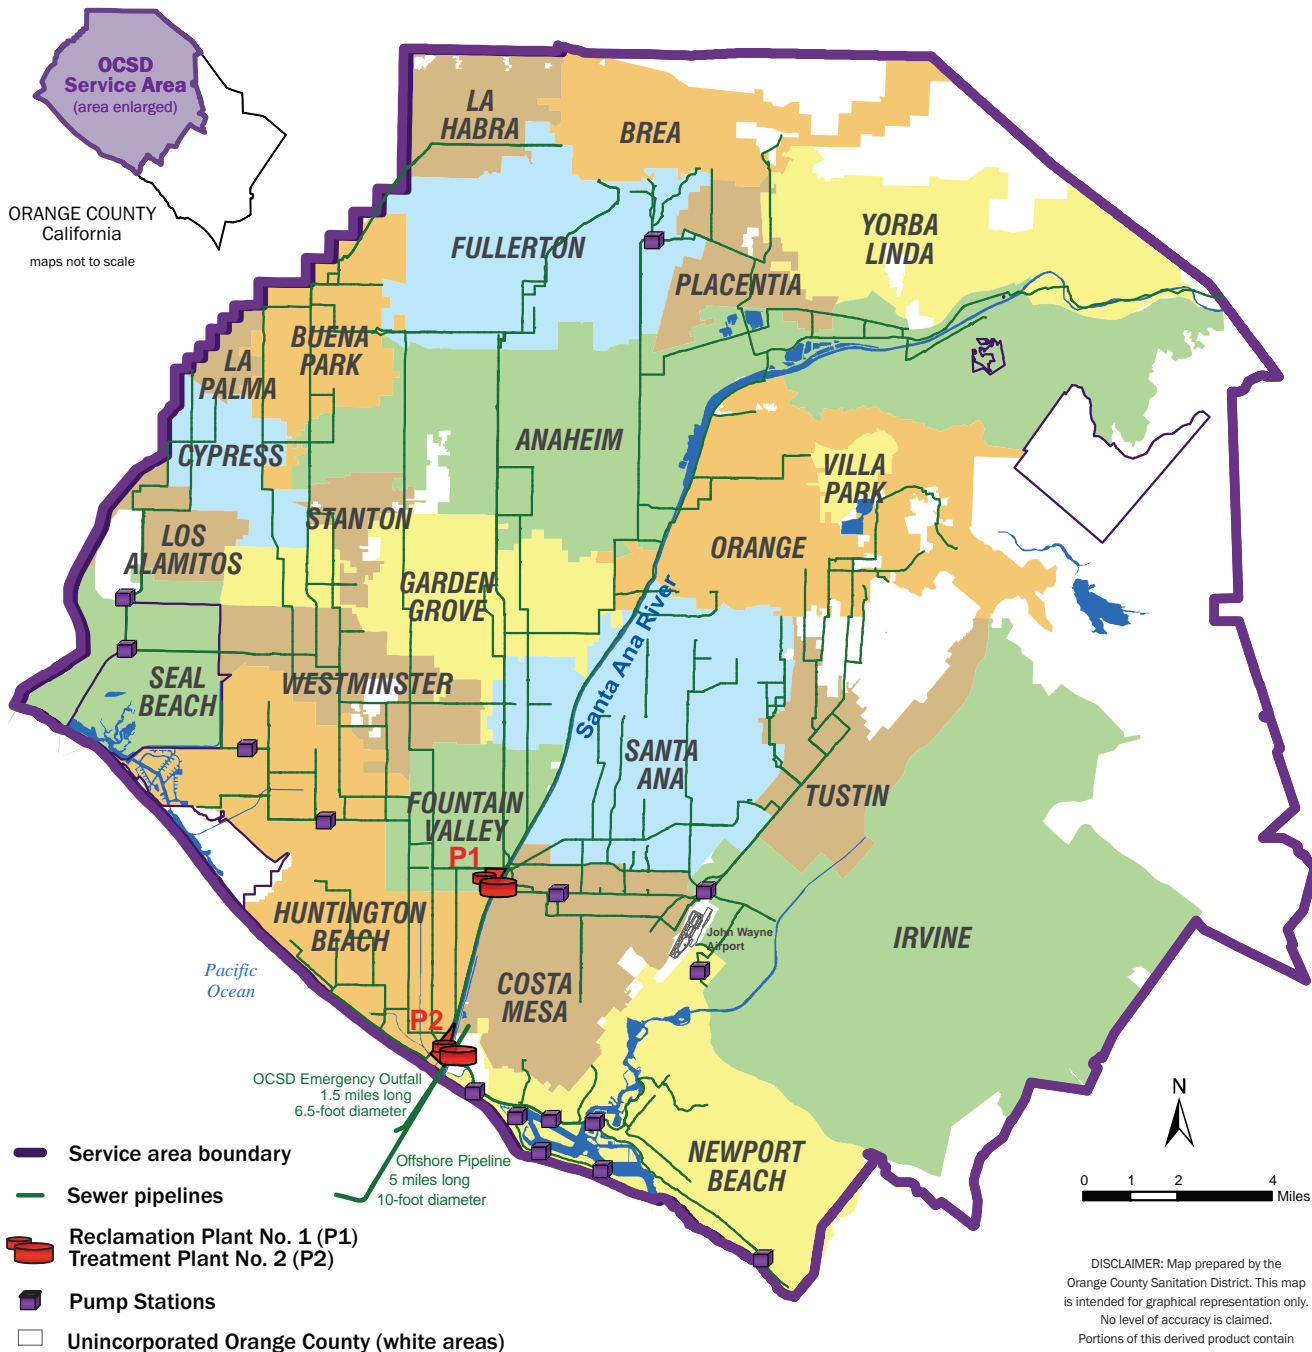 OCSD
Service Area
(area enlarged)
ORANGE COUNTY
California
maps not to scale
LA
HABRA
BREA
FULLERTON
YORBA
LINDA
PLACENTIA
BUENA
PARK
LA
PALMA
CYPRESS
ANAHEIM
VILLA
PARK
STANTON
LOS
ALAMITOS
ORANGE
GARDEN
GROVE
Santa Ana River
SEAL
BEACH
WESTMINSTER
SANTA
ANA
TUSTIN
FOUNTAIN
VALLEY
P1
HUNTINGTON
BEACH
John Wayne
Airport
IRVINE
Pacific
Ocean
COSTA
MESA
P2
OCSD Emergency Outfall
1.5 miles long
6.5-foot diameter
Offshore Pipeline
5 miles long
10-foot diameter
NEWPORT
BEACH
N
0 1 2 4
Miles
Service area boundary
Sewer pipelines
Reclamation Plant No. 1 (P1)
Treatment Plant No. 2 (P2)
Pump Stations
Unincorporated Orange County (white areas)
DISCLAIMER: Map prepared by the
Orange County Sanitation District. This map
is intended for graphical representation only.
No level of accuracy is claimed.
Portions of this derived product contain